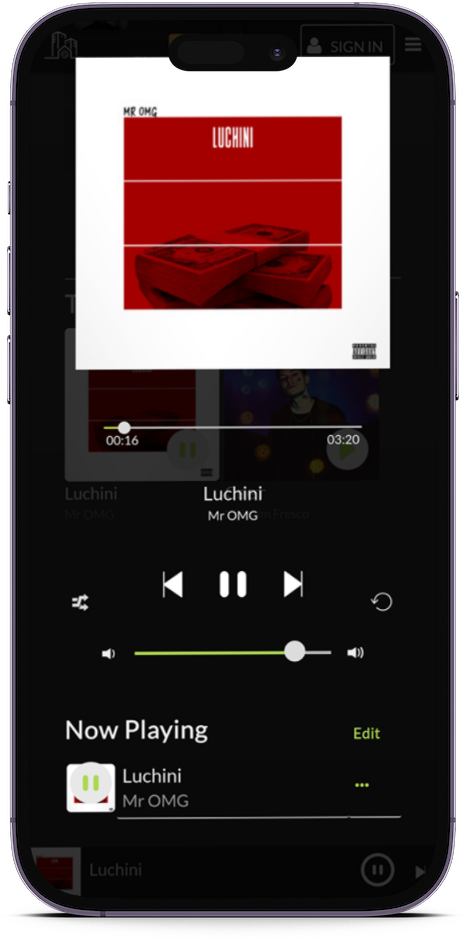 SIGN IN
MR OMG
LUCHINI
00:16
03:20
Luchini
Mr OMG
Luchini
Mr OMG
Fresco
Now Playing
Edit
Luchini
Mr OMG
Luchini